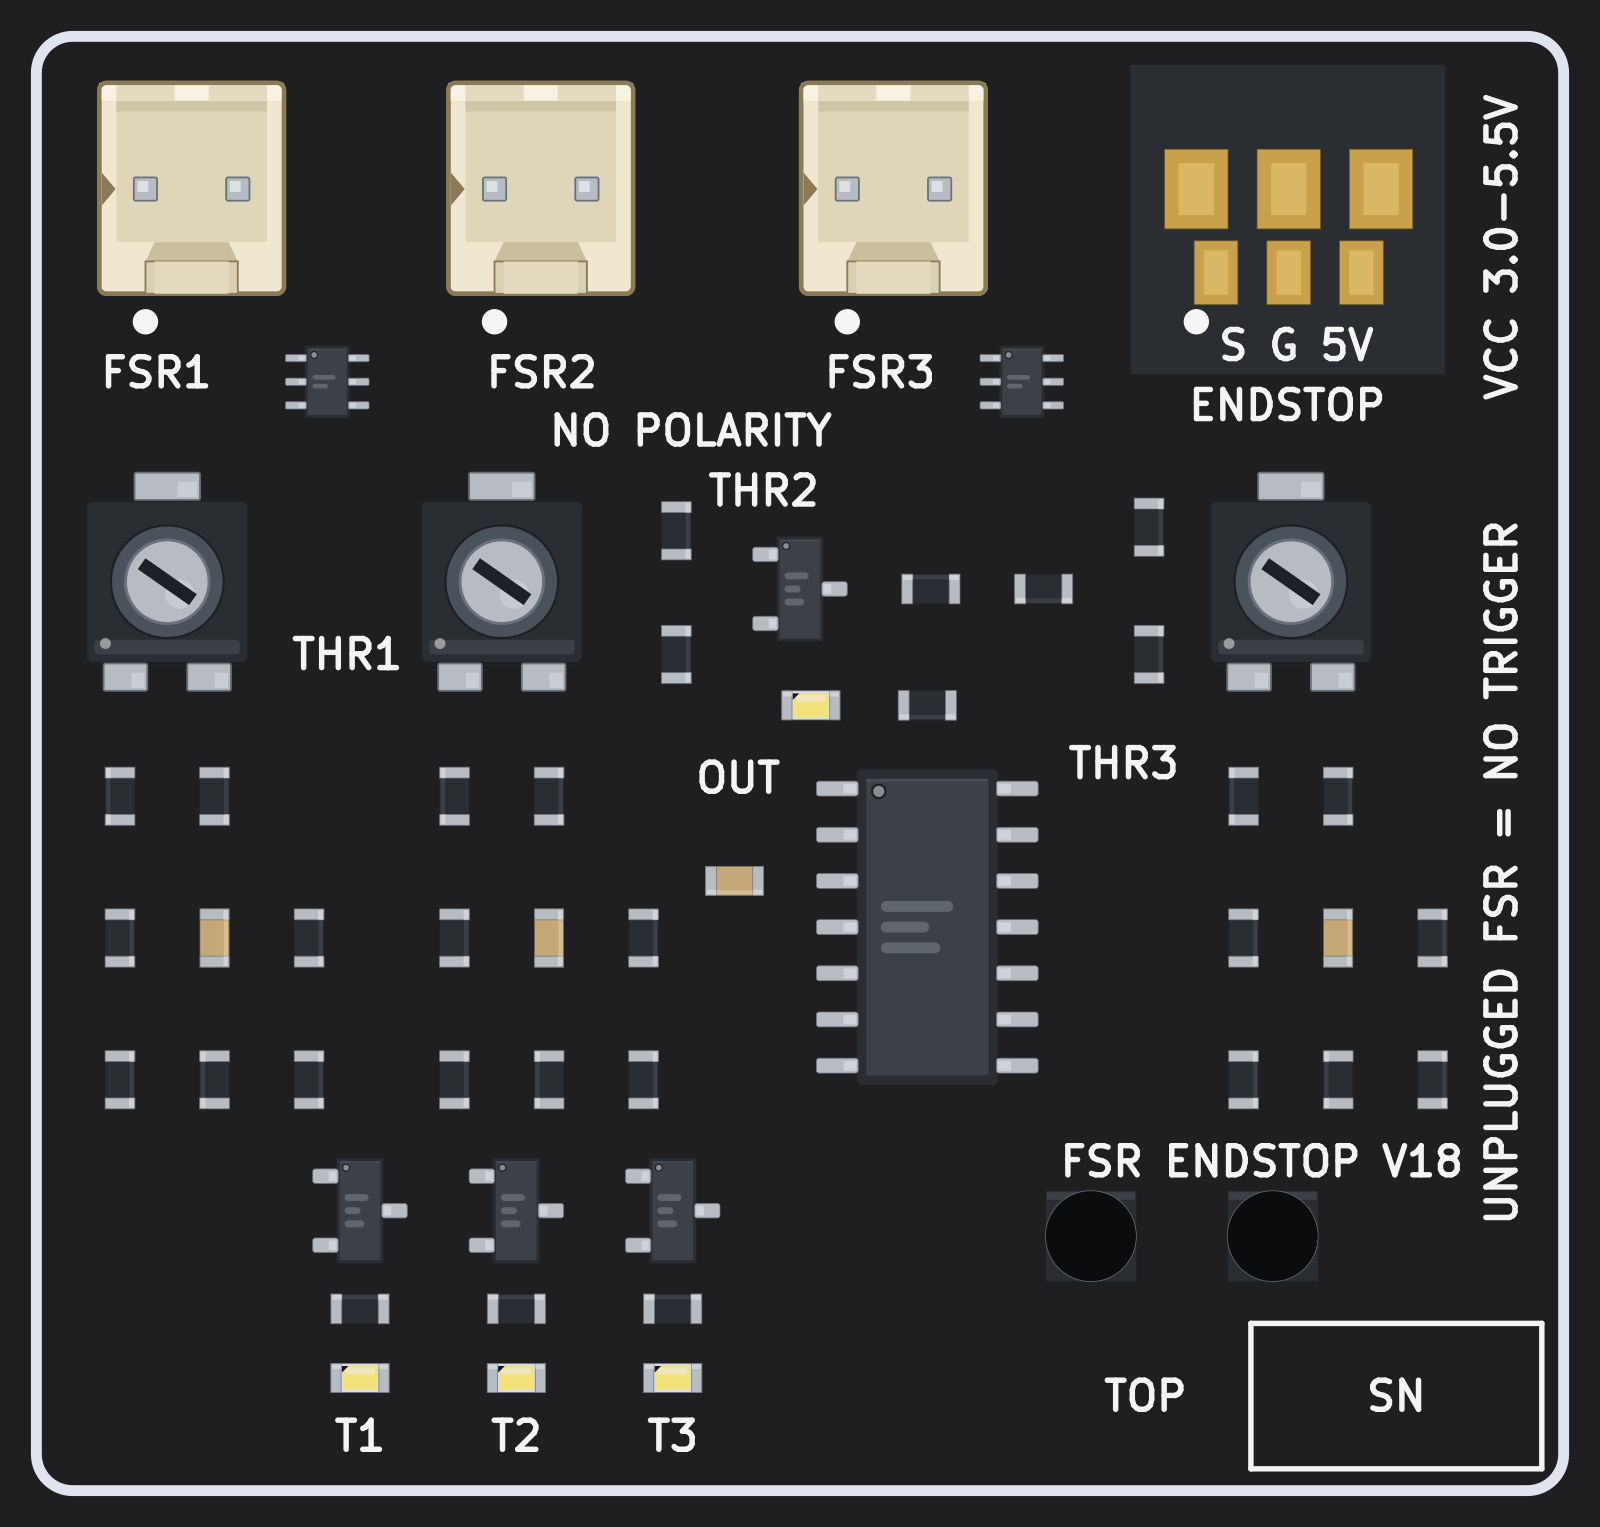 FSR1
FSR2
FSR3
S G 5V
ENDSTOP
VCC 3.0-5.5V
NO POLARITY
THR2
THR1
THR3
OUT
UNPLUGGED FSR = NO TRIGGER
FSR ENDSTOP V18
TOP
SN
T1
T2
T3